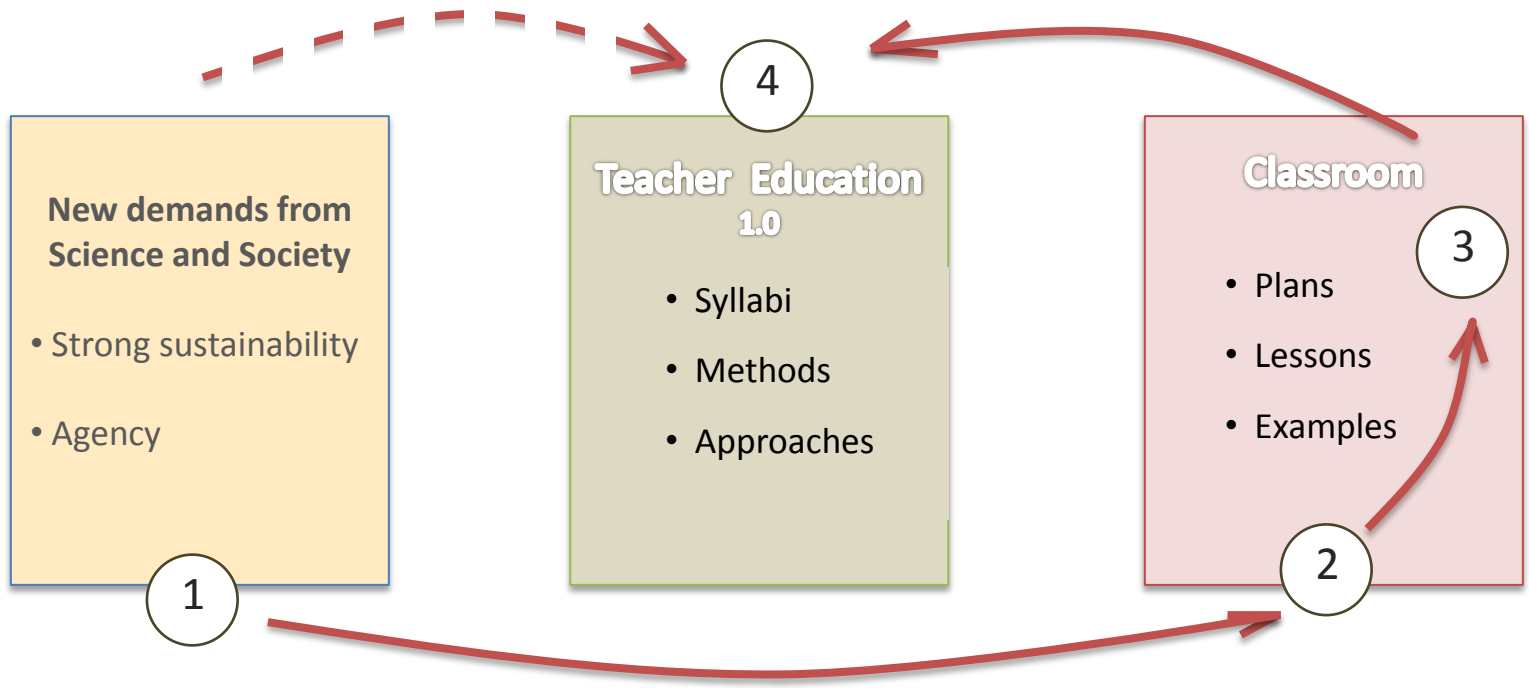 New demands from
Science and Society
• Strong sustainability
• Agency
1
4
Teacher Education
1.0
• Syllabi
• Methods
• Approaches
Classroom
3
• Plans
• Lessons
• Examples
2